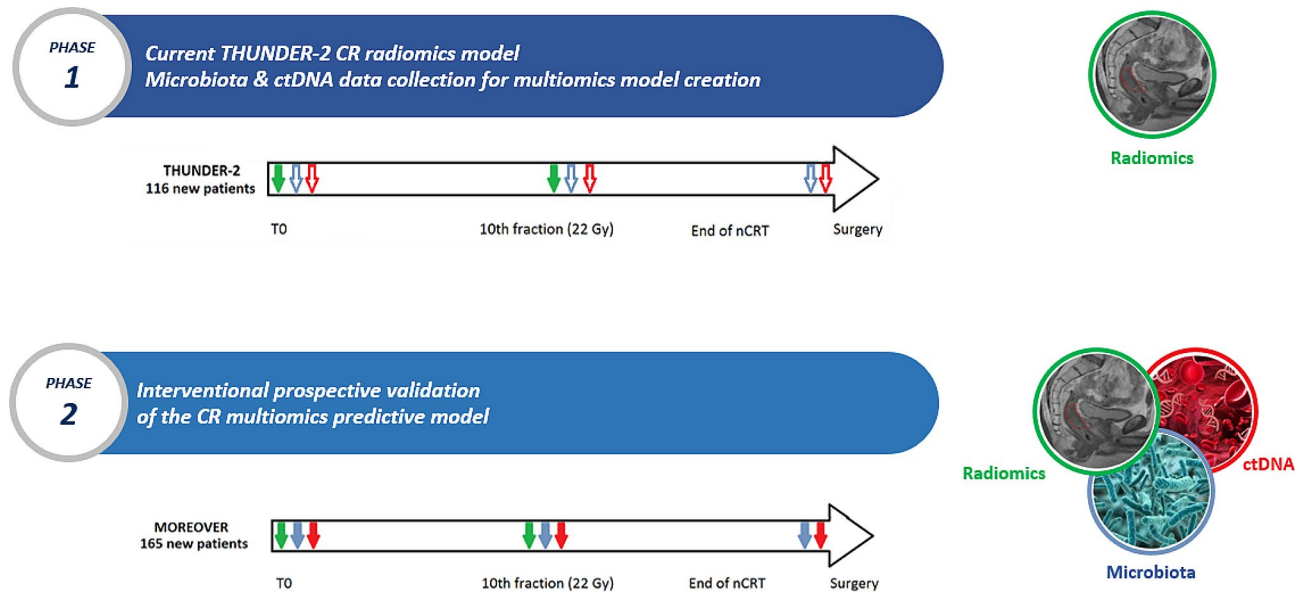 PHASE
1
Current THUNDER-2 CR radiomics model
Microbiota & ctDNA data collection for multiomics model creation
Radiomics
THUNDER-2
116 new patients
T0
10th fraction (22 Gy)
End of nCRT
Surgery
PHASE
2
Interventional prospective validation
of the CR multiomics predictive model
Radiomics
ctDNA
Microbiota
MOREOVER
165 new patients
T0
10th fraction (22 Gy)
End of nCRT
Surgery